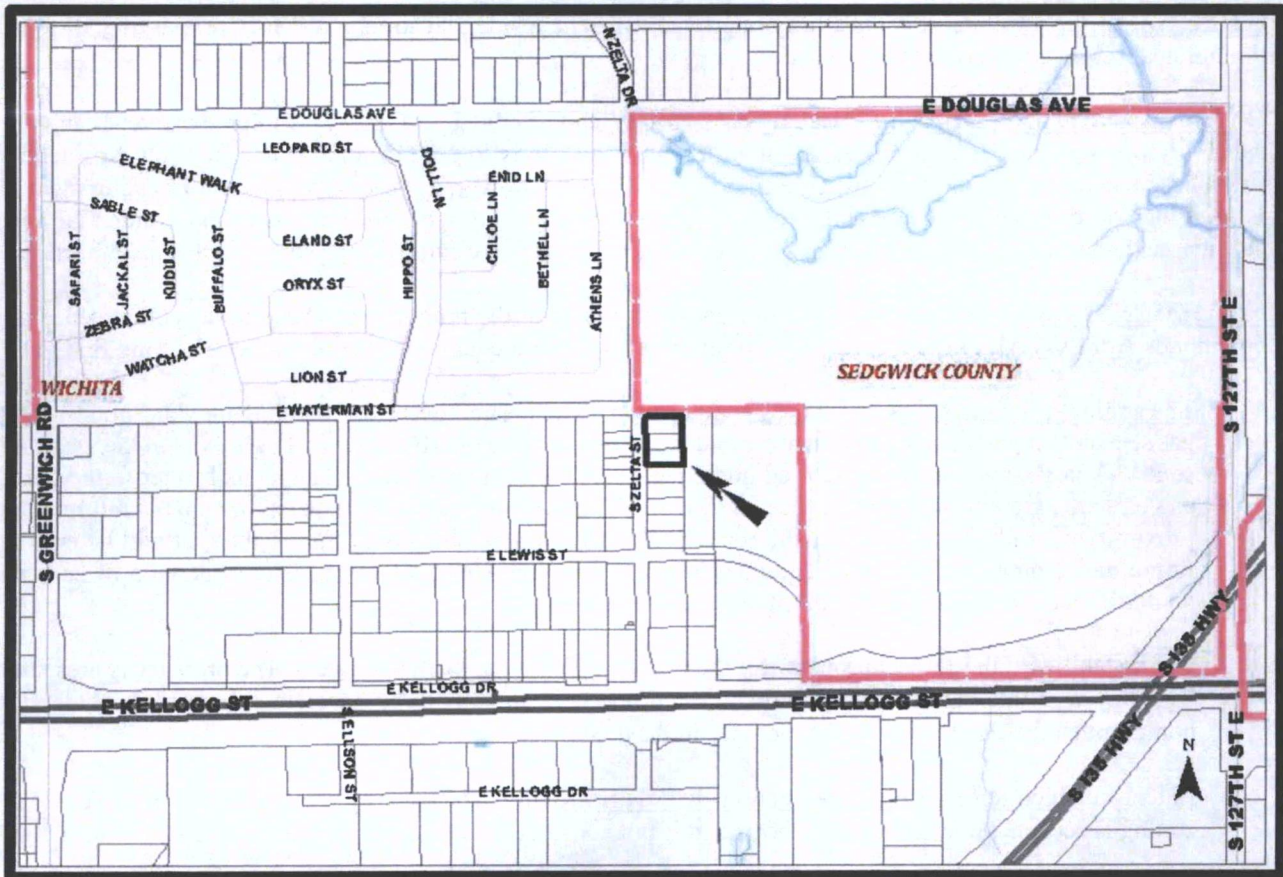 N ZELTA DR
E DOUGLAS AVE
E DOUGLAS AVE
LEOPARD ST
DOLL LN
ELEPHANT WALK
ENID LN
SABLE ST
CHLOE LN
BETHEL LN
ELAND ST
SAFARI ST
JACKAL ST
KUDU ST
BUFFALO ST
ORYX ST
HIPPO ST
ATHENS LN
ZEBRA ST
WATCHA ST
LION ST
WICHITA
SEDGWICK COUNTY
S 127TH ST E
E WATERMAN ST
S GREENWICH RD
S ZELTA ST
E LEWIS ST
E KELLOGG DR
E KELLOGG ST
E KELLOGG ST
S 135 HWY
S ELLSON ST
E KELLOGG DR
S 135 HWY
N
S 127TH ST E